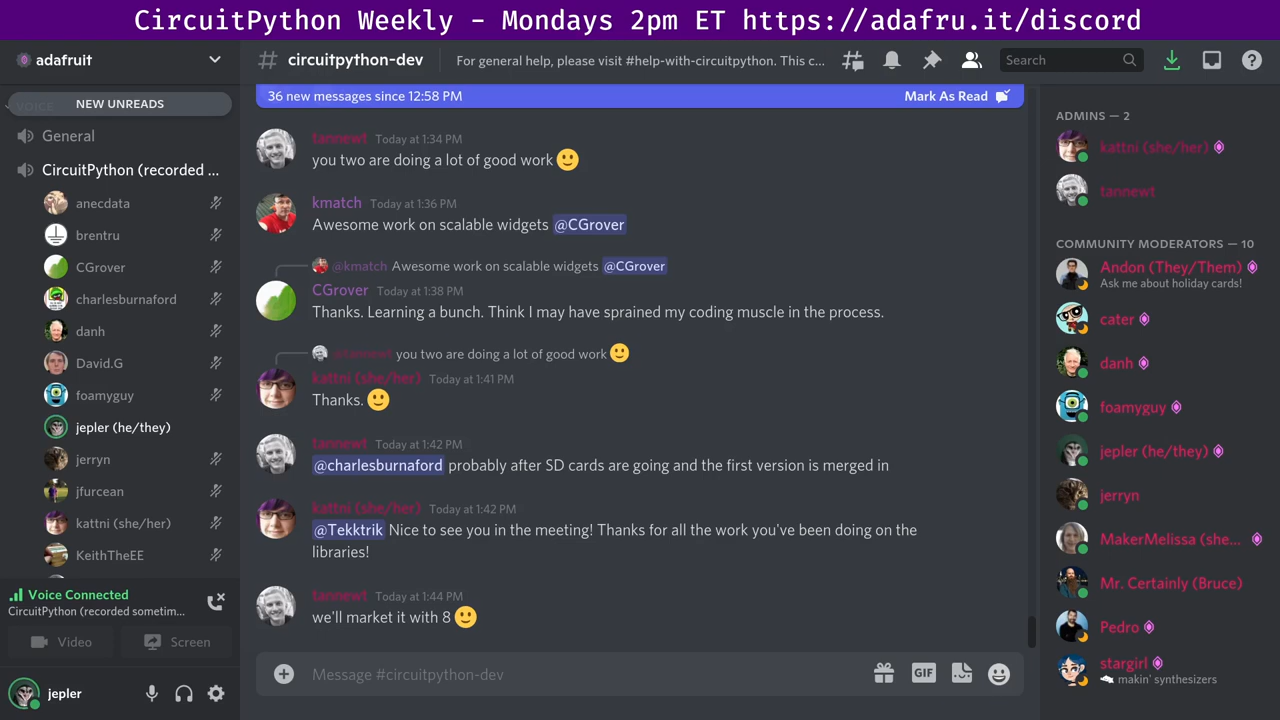 CircuitPython Weekly - Mondays 2pm ET https://adafru.it/discord
adafruit
NEW UNREADS
General
CircuitPython (recorded ...
anecdata
brentru
CGrover
charlesburnaford
danh
David.G
foamyguy
jepler (he/they)
jerryn
jfurcean
kattni (she/her)
KeithTheEE
Voice Connected
CircuitPython (recorded sometim...
Video
Screen
jepler
# circuitpython-dev
For general help, please visit #help-with-circuitpython. This c...
Search
36 new messages since 12:58 PM
Mark As Read
tannewt Today at 1:34 PM
you two are doing a lot of good work 🙂
kmatch Today at 1:36 PM
Awesome work on scalable widgets @CGrover
@kmatch Awesome work on scalable widgets @CGrover
CGrover Today at 1:38 PM
Thanks. Learning a bunch. Think I may have sprained my coding muscle in the process.
@tannewt you two are doing a lot of good work 🙂
kattni (she/her) Today at 1:41 PM
Thanks. 🙂
tannewt Today at 1:42 PM
@charlesburnaford probably after SD cards are going and the first version is merged in
kattni (she/her) Today at 1:42 PM
@Tekktrik Nice to see you in the meeting! Thanks for all the work you've been doing on the
libraries!
tannewt Today at 1:44 PM
we'll market it with 8 🙂
Message #circuitpython-dev
GIF
ADMINS — 2
kattni (she/her)
tannewt
COMMUNITY MODERATORS — 10
Andon (They/Them)
Ask me about holiday cards!
cater
danh
foamyguy
jepler (he/they)
jerryn
MakerMelissa (she...
Mr. Certainly (Bruce)
Pedro
stargirl
makin' synthesizers